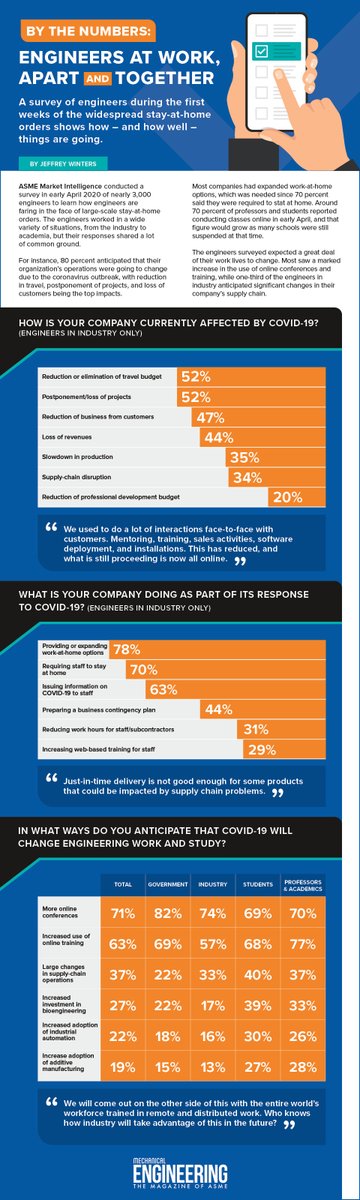 BY THE NUMBERS:
ENGINEERS AT WORK,
APART AND TOGETHER
A survey of engineers during the first
weeks of the widespread stay-at-home
orders shows how – and how well –
things are going.
BY JEFFREY WINTERS
ASME Market Intelligence conducted a
survey in early April 2020 of nearly 3,000
engineers to learn how engineers are
faring in the face of large-scale stay-at-home
orders. The engineers worked in a wide
variety of situations, from the industry to
academia, but their responses shared a lot
of common ground.
For instance, 80 percent anticipated that their
organization's operations were going to change
due to the coronavirus outbreak, with reduction
in travel, postponement of projects, and loss of
customers being the top impacts.
Most companies had expanded work-at-home
options, which was needed since 70 percent
said they were required to stay at home. Around
70 percent of professors and students reported
conducting classes online in early April, and that
figure would grow as many schools were still
suspended at that time.
The engineers surveyed expected a great deal
of their work lives to change. Most saw a marked
increase in the use of online conferences and
training, while one-third of the engineers in
industry anticipated significant changes in their
company's supply chain.
HOW IS YOUR COMPANY CURRENTLY AFFECTED BY COVID-19?
(ENGINEERS IN INDUSTRY ONLY)
Reduction or elimination of travel budget 52%
Postponement/loss of projects 52%
Reduction of business from customers 47%
Loss of revenues 44%
Slowdown in production 35%
Supply-chain disruption 34%
Reduction of professional development budget 20%
“ We used to do a lot of interactions face-to-face with
customers. Mentoring, training, sales activities, software
deployment, and installations. This has reduced, and
what is still proceeding is now all online. ”
WHAT IS YOUR COMPANY DOING AS PART OF ITS RESPONSE
TO COVID-19? (ENGINEERS IN INDUSTRY ONLY)
Providing or expanding
work-at-home options 78%
Requiring staff to stay
at home 70%
Issuing information on
COVID-19 to staff 63%
Preparing a business contingency plan 44%
Reducing work hours for staff/subcontractors 31%
Increasing web-based training for staff 29%
“ Just-in-time delivery is not good enough for some products
that could be impacted by supply chain problems. ”
IN WHAT WAYS DO YOU ANTICIPATE THAT COVID-19 WILL
CHANGE ENGINEERING WORK AND STUDY?
TOTAL GOVERNMENT INDUSTRY STUDENTS PROFESSORS
& ACADEMICS
More online
conferences 71% 82% 74% 69% 70%
Increased use of
online training 63% 69% 57% 68% 77%
Large changes
in supply-chain
operations 37% 22% 33% 40% 37%
Increased
investment in
bioengineering 27% 22% 17% 39% 33%
Increased adoption
of industrial
automation 22% 18% 16% 30% 26%
Increase adoption
of additive
manufacturing 19% 15% 13% 27% 28%
“ We will come out on the other side of this with the entire world's
workforce trained in remote and distributed work. Who knows
how industry will take advantage of this in the future? ”
MECHANICAL
ENGINEERING
THE MAGAZINE OF ASME